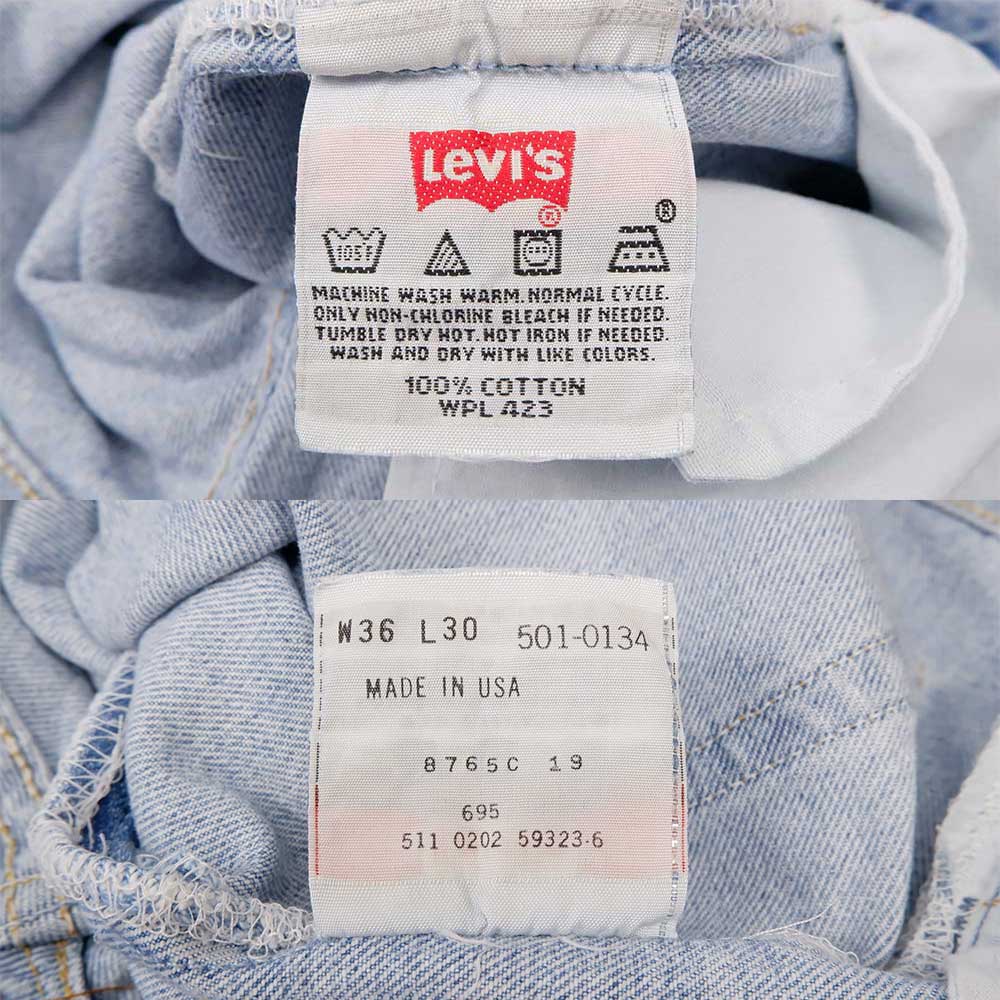 LEVI'S
®
®
105F
MACHINE WASH WARM. NORMAL CYCLE.
ONLY NON-CHLORINE BLEACH IF NEEDED.
TUMBLE DRY HOT. HOT IRON IF NEEDED.
WASH AND DRY WITH LIKE COLORS.
100% COTTON
WPL 423
W36 L30 501-0134
MADE IN USA
8765C 19
695
511 0202 59323-6